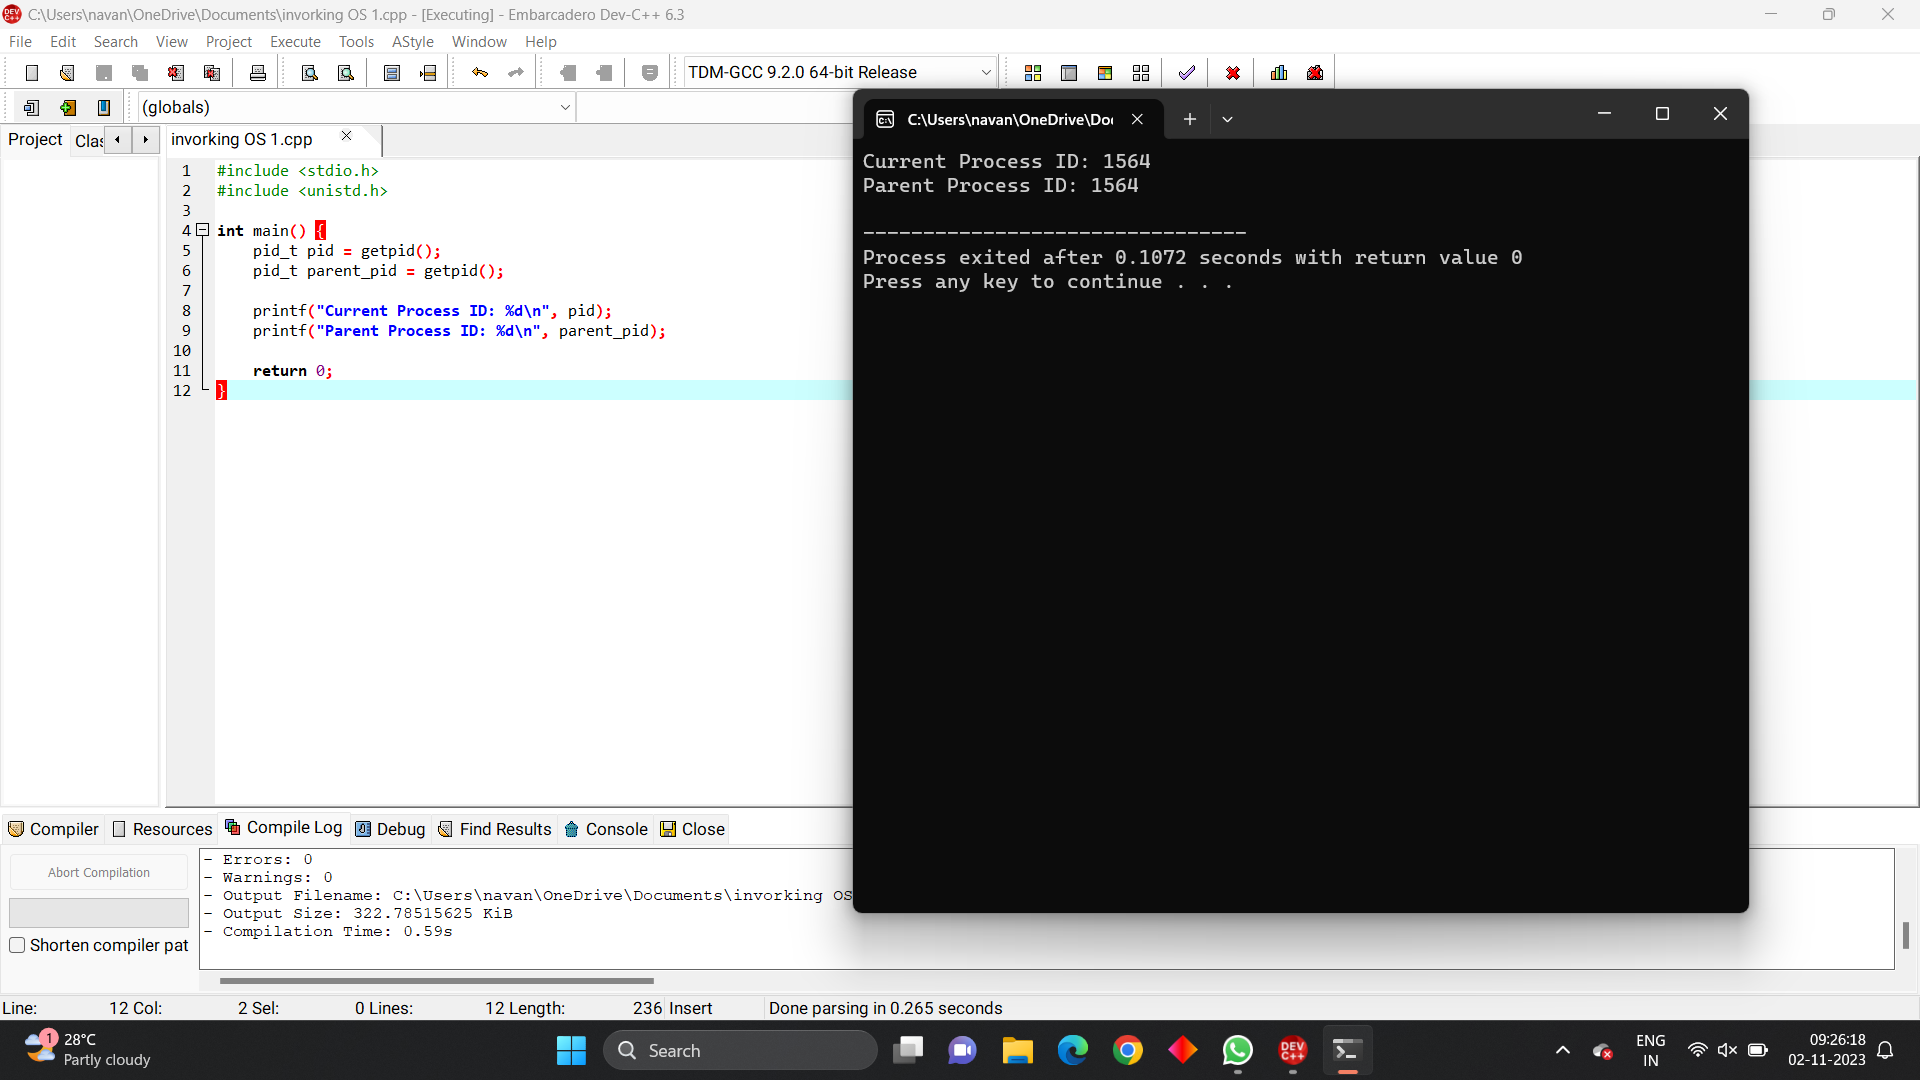 C:\Users\navan\OneDrive\Documents\invorking OS 1.cpp - [Executing] - Embarcadero Dev-C++ 6.3
File Edit Search View Project Execute Tools AStyle Window Help
TDM-GCC 9.2.0 64-bit Release
(globals)
Project Clas
invorking OS 1.cpp
1 #include <stdio.h>
2 #include <unistd.h>
3
4 int main() {
5 pid_t pid = getpid();
6 pid_t parent_pid = getpid();
7
8 printf("Current Process ID: %d\n", pid);
9 printf("Parent Process ID: %d\n", parent_pid);
10
11 return 0;
12 }
C:\Users\navan\OneDrive\Doc
Current Process ID: 1564
Parent Process ID: 1564
--------------------------------
Process exited after 0.1072 seconds with return value 0
Press any key to continue . . .
Compiler Resources Compile Log Debug Find Results Console Close
Abort Compilation
Shorten compiler pat
- Errors: 0
- Warnings: 0
- Output Filename: C:\Users\navan\OneDrive\Documents\invorking OS
- Output Size: 322.78515625 KiB
- Compilation Time: 0.59s
Line: 12 Col: 2 Sel: 0 Lines: 12 Length: 236 Insert Done parsing in 0.265 seconds
1
28°C
Partly cloudy
Search
DEV C++
ENG
IN
09:26:18
02-11-2023